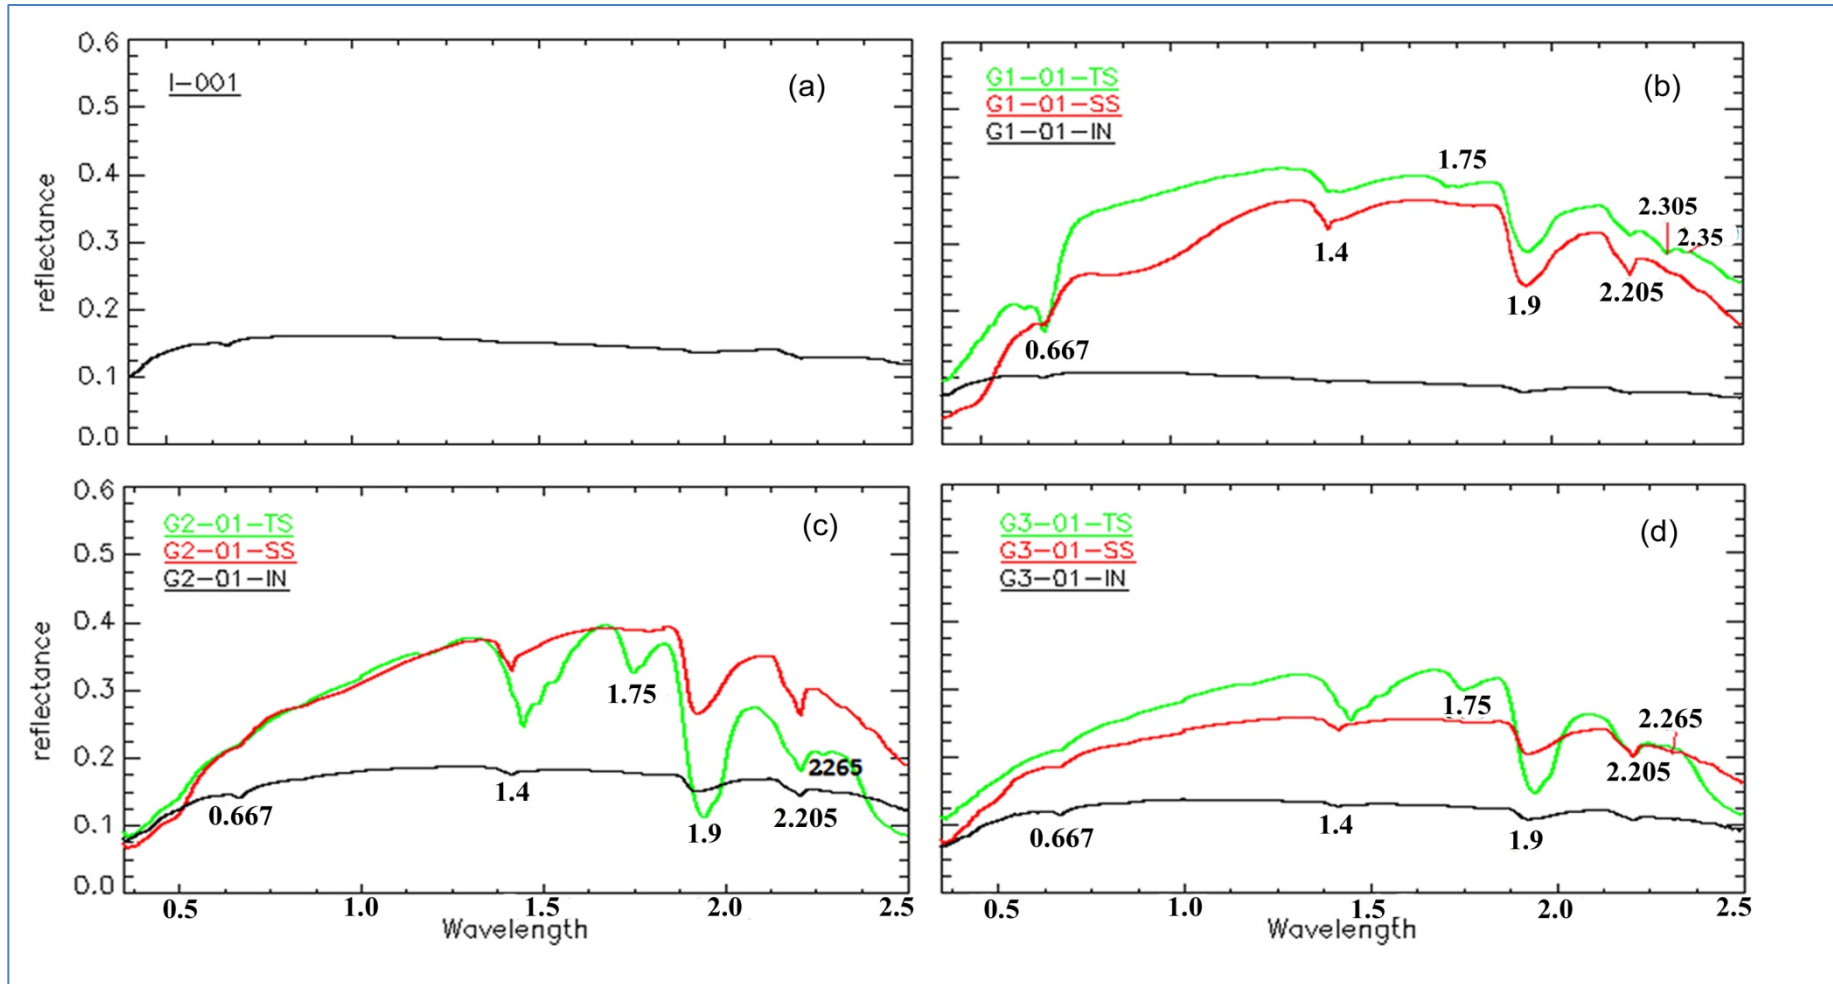 0.6
I-001
(a)
0.5
0.4
0.3
0.2
0.1
0.0
reflectance
G1-01-TS
(b)
G1-01-SS
G1-01-IN
1.75
2.305
2.35
1.4
1.9
2.205
0.667
0.6
G2-01-TS
(c)
G2-01-SS
0.5
G2-01-IN
0.4
0.3
1.75
0.2
2265
0.667
1.4
2.205
0.1
1.9
0.0
reflectance
0.5
1.0
1.5
2.0
2.5
Wavelength
G3-01-TS
(d)
G3-01-SS
G3-01-IN
1.75
2.265
2.205
0.667
1.4
1.9
0.5
1.0
1.5
2.0
2.5
Wavelength